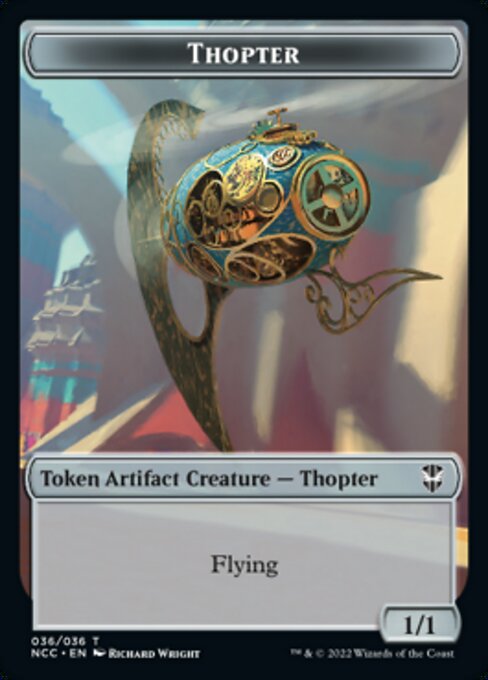 THOPTER
Token Artifact Creature — Thopter
Flying
1/1
036/036 T
NCC • EN RICHARD WRIGHT
™ & © 2022 Wizards of the Coast